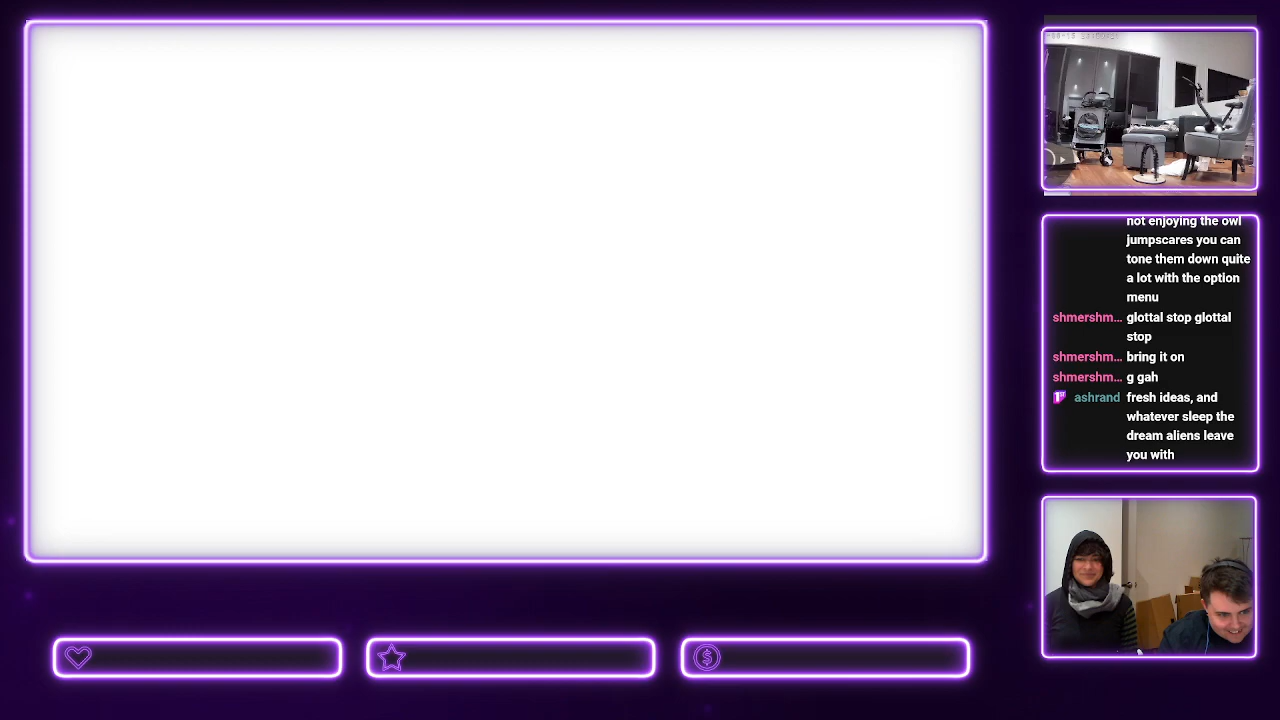 not enjoying the owl
jumpscares you can
tone them down quite
a lot with the option
menu
shmershm... glottal stop glottal
stop
shmershm... bring it on
shmershm... g gah
ashrand fresh ideas, and
whatever sleep the
dream aliens leave
you with